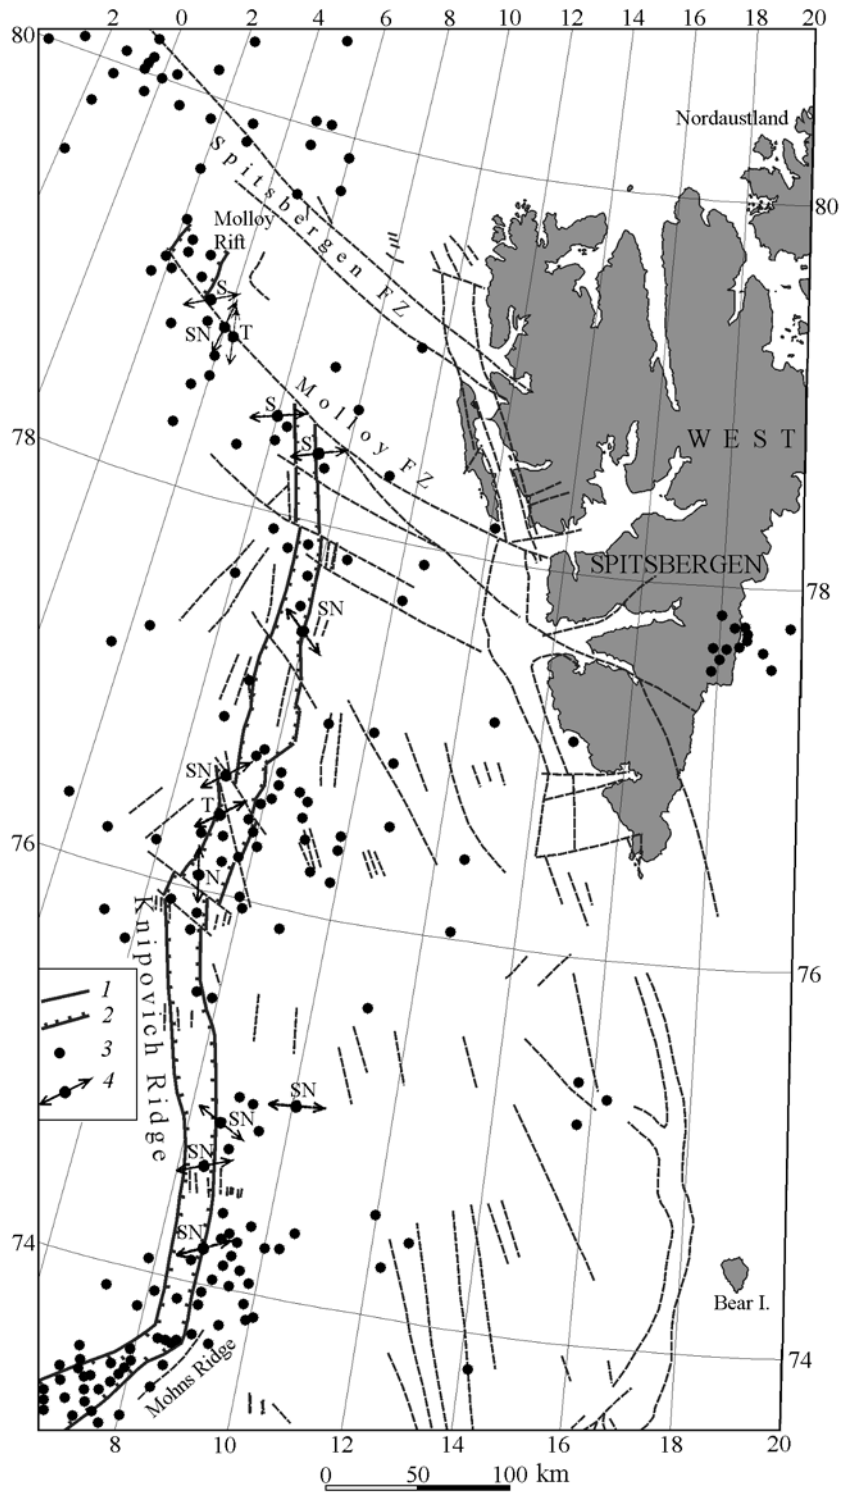 2 0 2 4 6 8 10 12 14 16 18 20
80
Nordaustland
80
Spitsbergen FZ
Molloy
Rift
S
SN T
Molloy FZ
S
S
78
WEST
SPITSBERGEN
78
SN
SN
T
76
N
Knipovich Ridge
76
1
2
3
4
SN
SN
SN
SN
74
Bear I.
74
Mohns Ridge
8 10 12 14 16 18 20
0 50 100 km